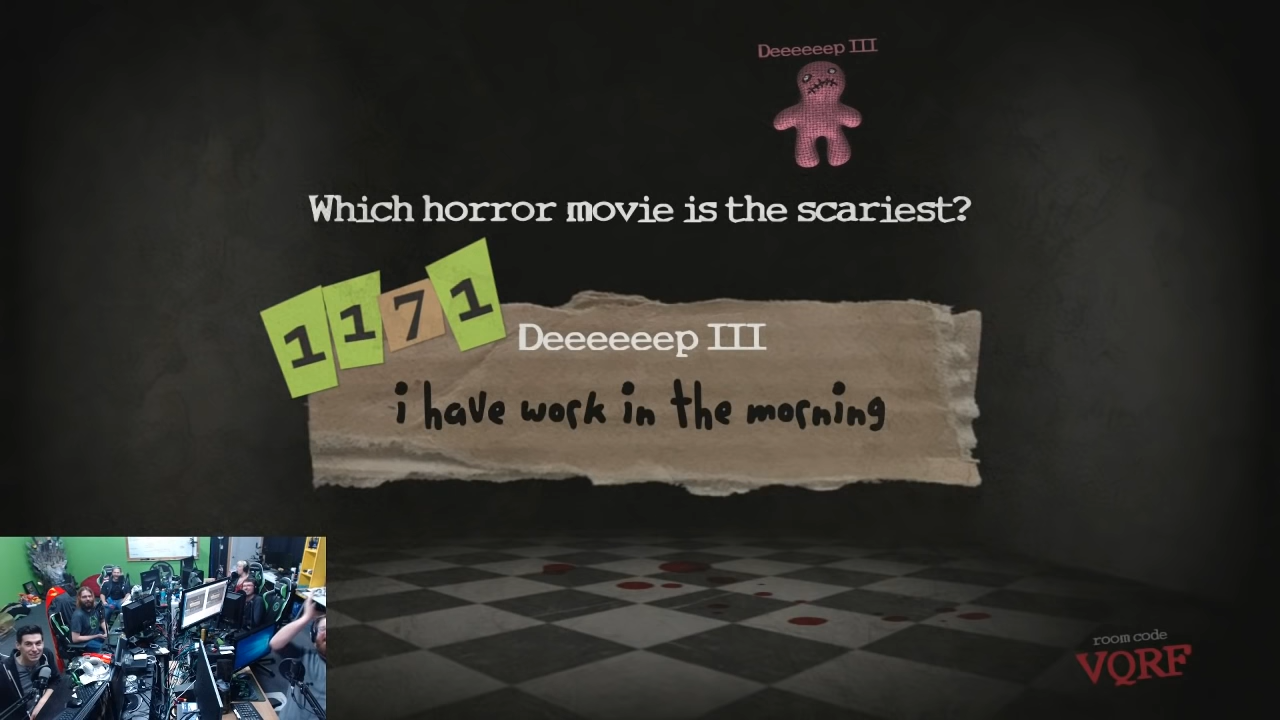 Deeeeeep III
Which horror movie is the scariest?
1171
Deeeeeep III
i have work in the morning
room code
VQRF